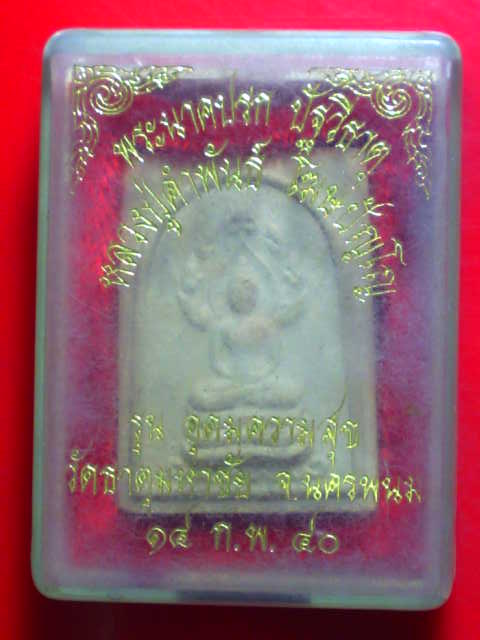 พระนาคปรก ปัจวีธาตุ
หลวงปู่คำพันธ์ โฆษปัญโญ
รุ่น อุดมความสุข
วัดธาตุมหาชัย จ.นครพนม
๑๔ ก.พ. ๔๐